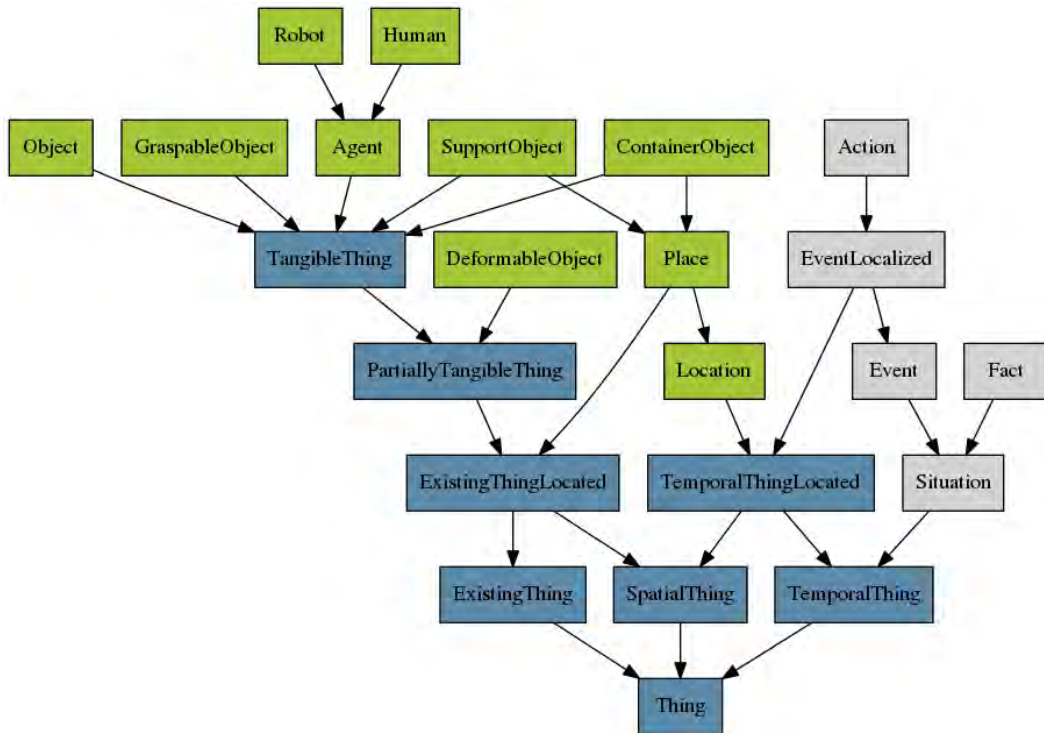 Robot
Human
Object
GraspableObject
Agent
SupportObject
ContainerObject
Action
TangibleThing
DeformableObject
Place
EventLocalized
PartiallyTangibleThing
Location
Event
Fact
ExistingThingLocated
TemporalThingLocated
Situation
ExistingThing
SpatialThing
TemporalThing
Thing